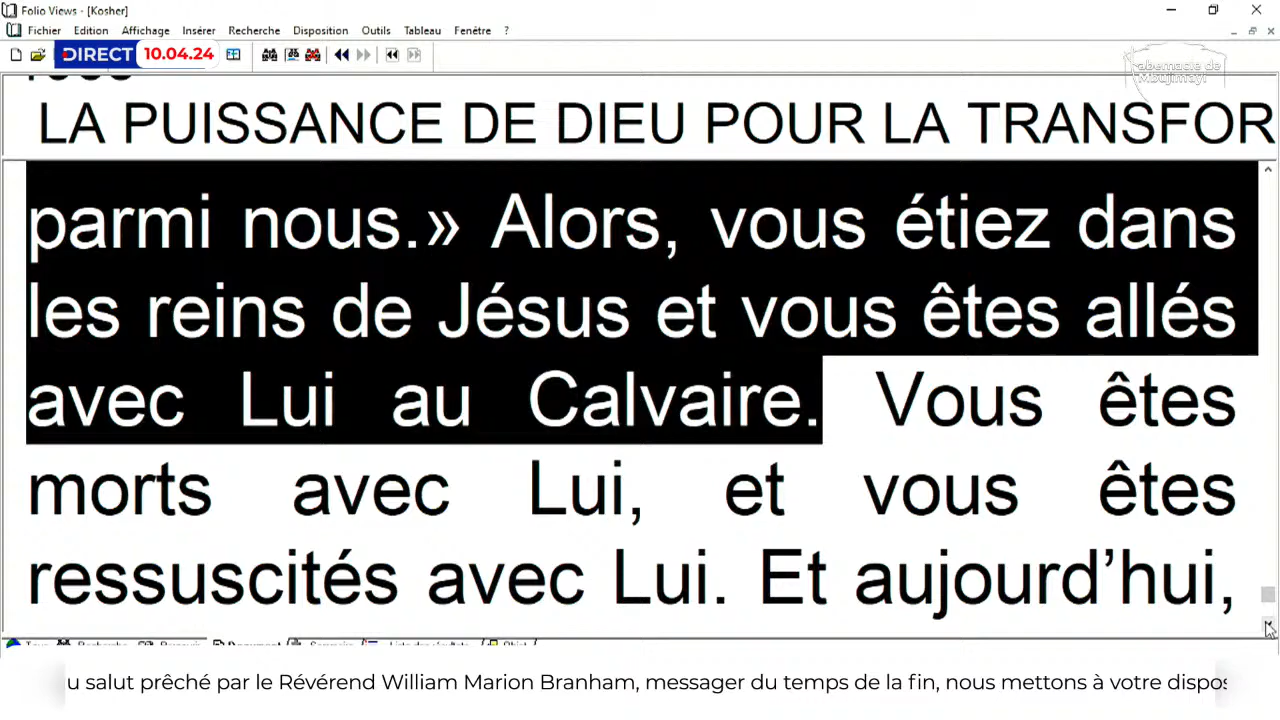 Folio Views - [Kosher]
Fichier Edition Affichage Insérer Recherche Disposition Outils Tableau Fenêtre ?
DIRECT 10.04.24
Tabernacle de
Mbujimayi
LA PUISSANCE DE DIEU POUR LA TRANSFOR
parmi nous.» Alors, vous étiez dans
les reins de Jésus et vous êtes allés
avec Lui au Calvaire. Vous êtes
morts avec Lui, et vous êtes
ressuscités avec Lui. Et aujourd’hui,
u salut prêché par le Révérend William Marion Branham, messager du temps de la fin, nous mettons à votre dispos